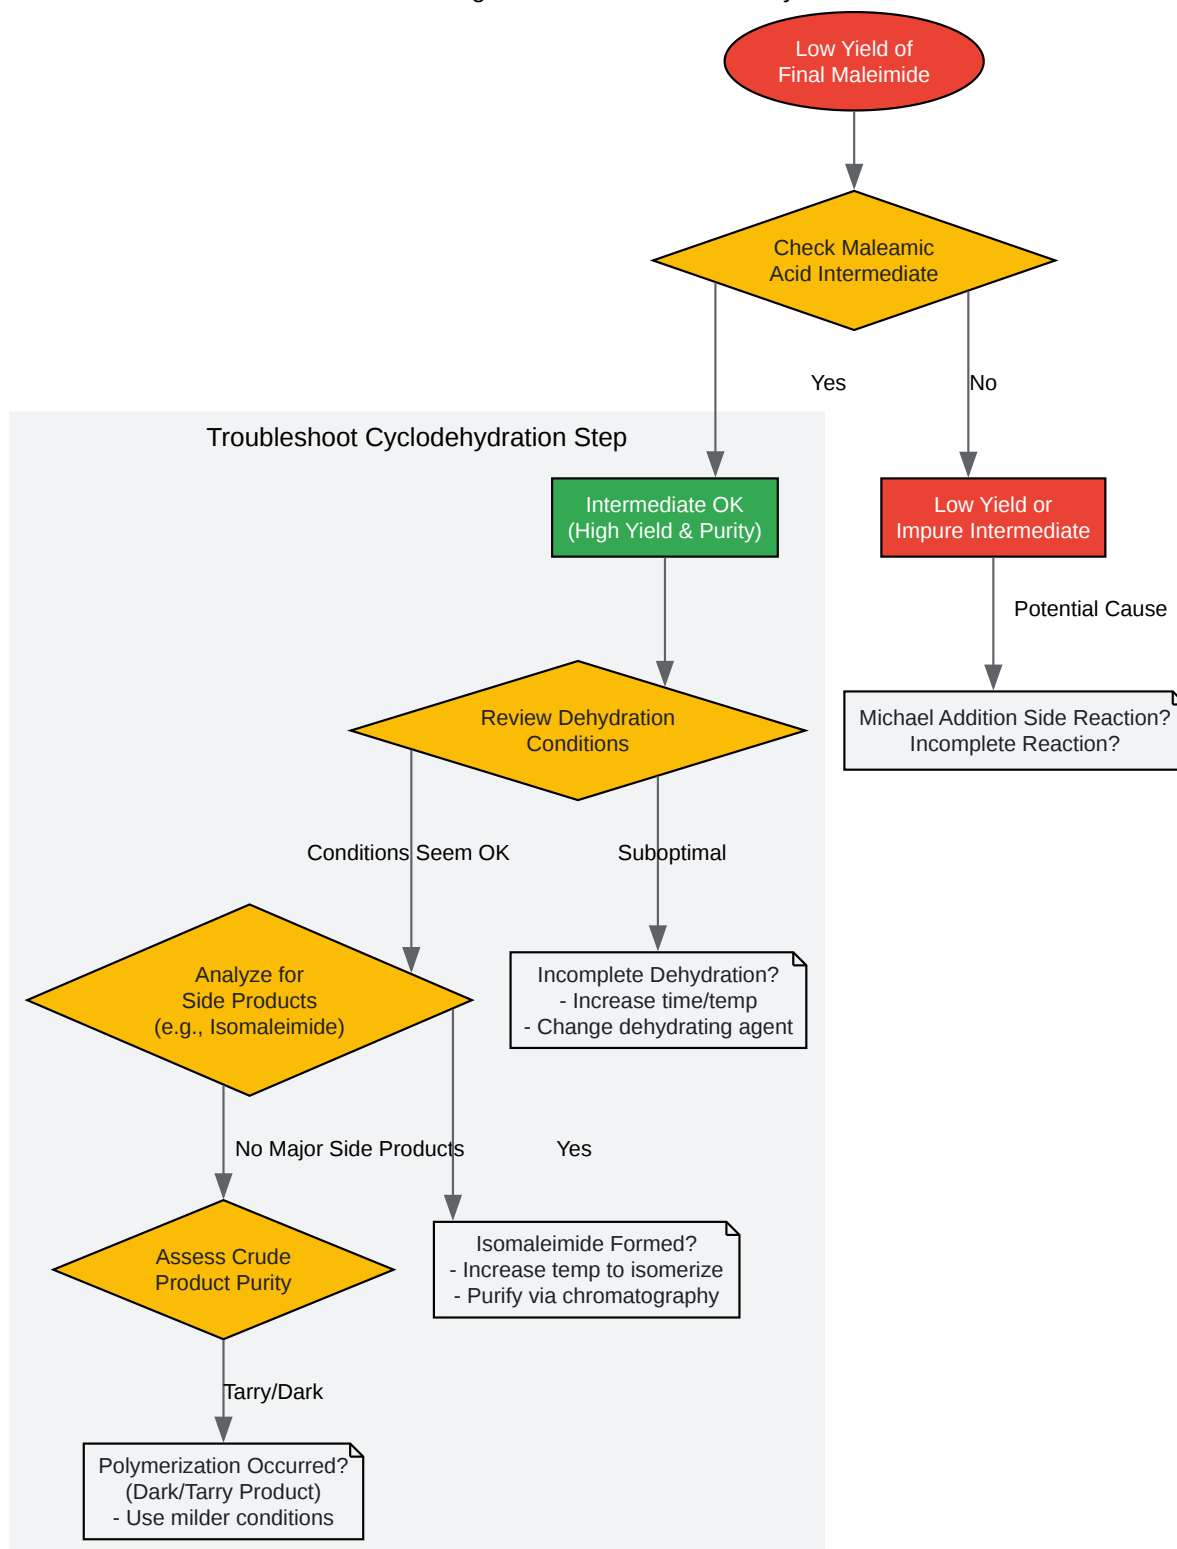 Low Yield of
Final Maleimide
Check Maleamic
Acid Intermediate
Yes
No
Troubleshoot Cyclodehydration Step
Intermediate OK
(High Yield & Purity)
Low Yield or
Impure Intermediate
Potential Cause
Review Dehydration
Conditions
Michael Addition Side Reaction?
Incomplete Reaction?
Conditions Seem OK
Suboptimal
Analyze for
Side Products
(e.g., Isomaleimide)
Incomplete Dehydration?
- Increase time/temp
- Change dehydrating agent
No Major Side Products
Yes
Assess Crude
Product Purity
Isomaleimide Formed?
- Increase temp to isomerize
- Purify via chromatography
Tarry/Dark
Polymerization Occurred?
(Dark/Tarry Product)
- Use milder conditions